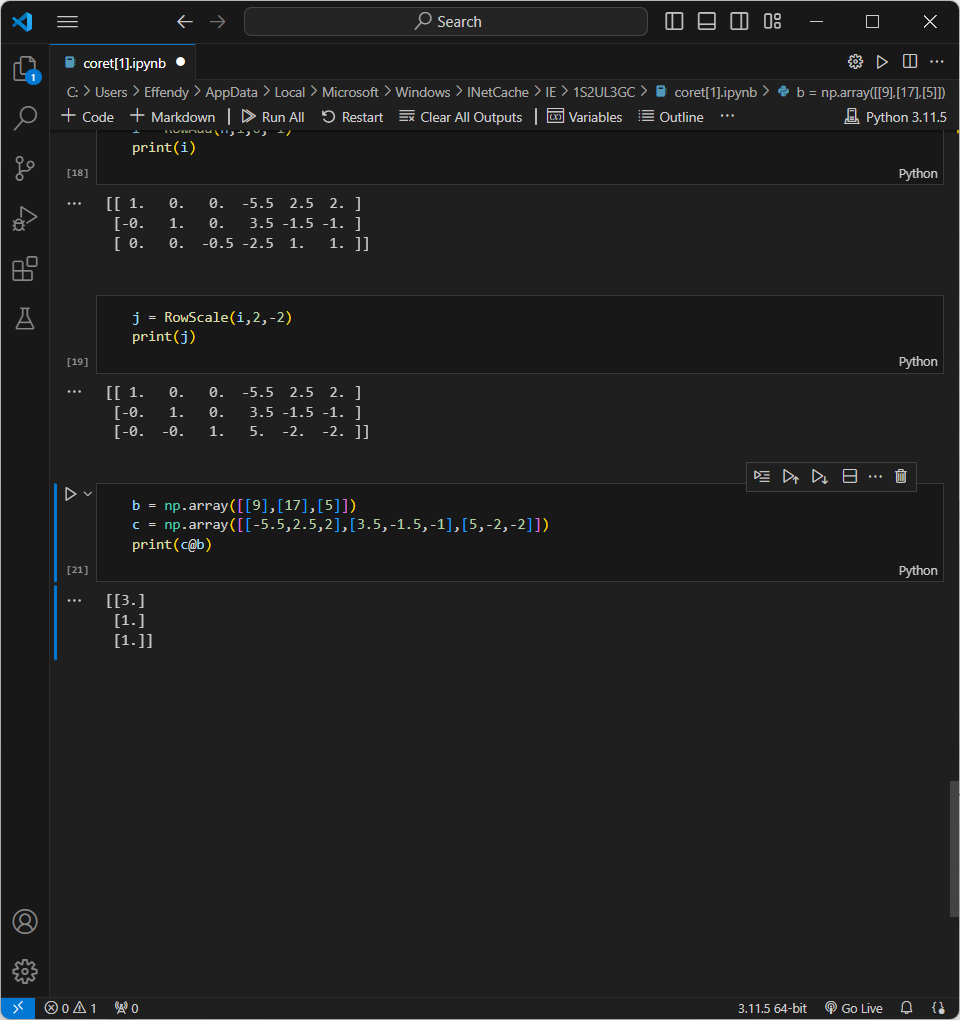 Search
coret[1].ipynb
1
C: > Users > Effendy > AppData > Local > Microsoft > Windows > INetCache > IE > 1S2UL3GC > coret[1].ipynb > b = np.array([[9],[17],[5]])
+ Code + Markdown | Run All Restart Clear All Outputs | Variables Outline ... Python 3.11.5
i = RowAdd(h,1,0,-1)
print(i)
[18] Python
[[ 1.   0.   0.  -5.5  2.5  2. ]
 [-0.   1.   0.   3.5 -1.5 -1. ]
 [ 0.   0.  -0.5 -2.5  1.   1. ]]
j = RowScale(i,2,-2)
print(j)
[19] Python
[[ 1.   0.   0.  -5.5  2.5  2. ]
 [-0.   1.   0.   3.5 -1.5 -1. ]
 [-0.  -0.   1.   5.  -2.  -2. ]]
b = np.array([[9],[17],[5]])
c = np.array([[-5.5,2.5,2],[3.5,-1.5,-1],[5,-2,-2]])
print(c@b)
[21] Python
[[3.]
 [1.]
 [1.]]
0 1 0 3.11.5 64-bit Go Live